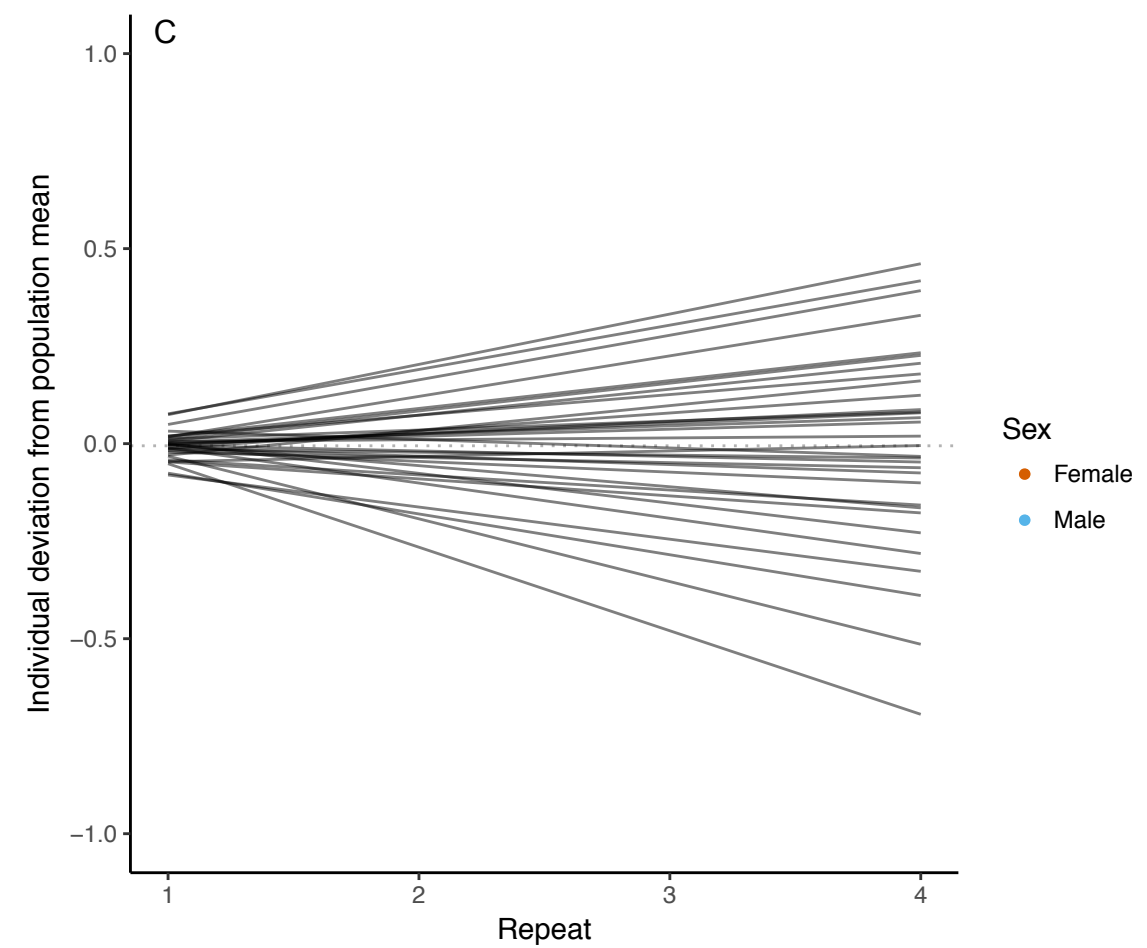 C
1.0
0.5
0.0
−0.5
−1.0
Individual deviation from population mean
1
2
3
4
Repeat
Sex
Female
Male